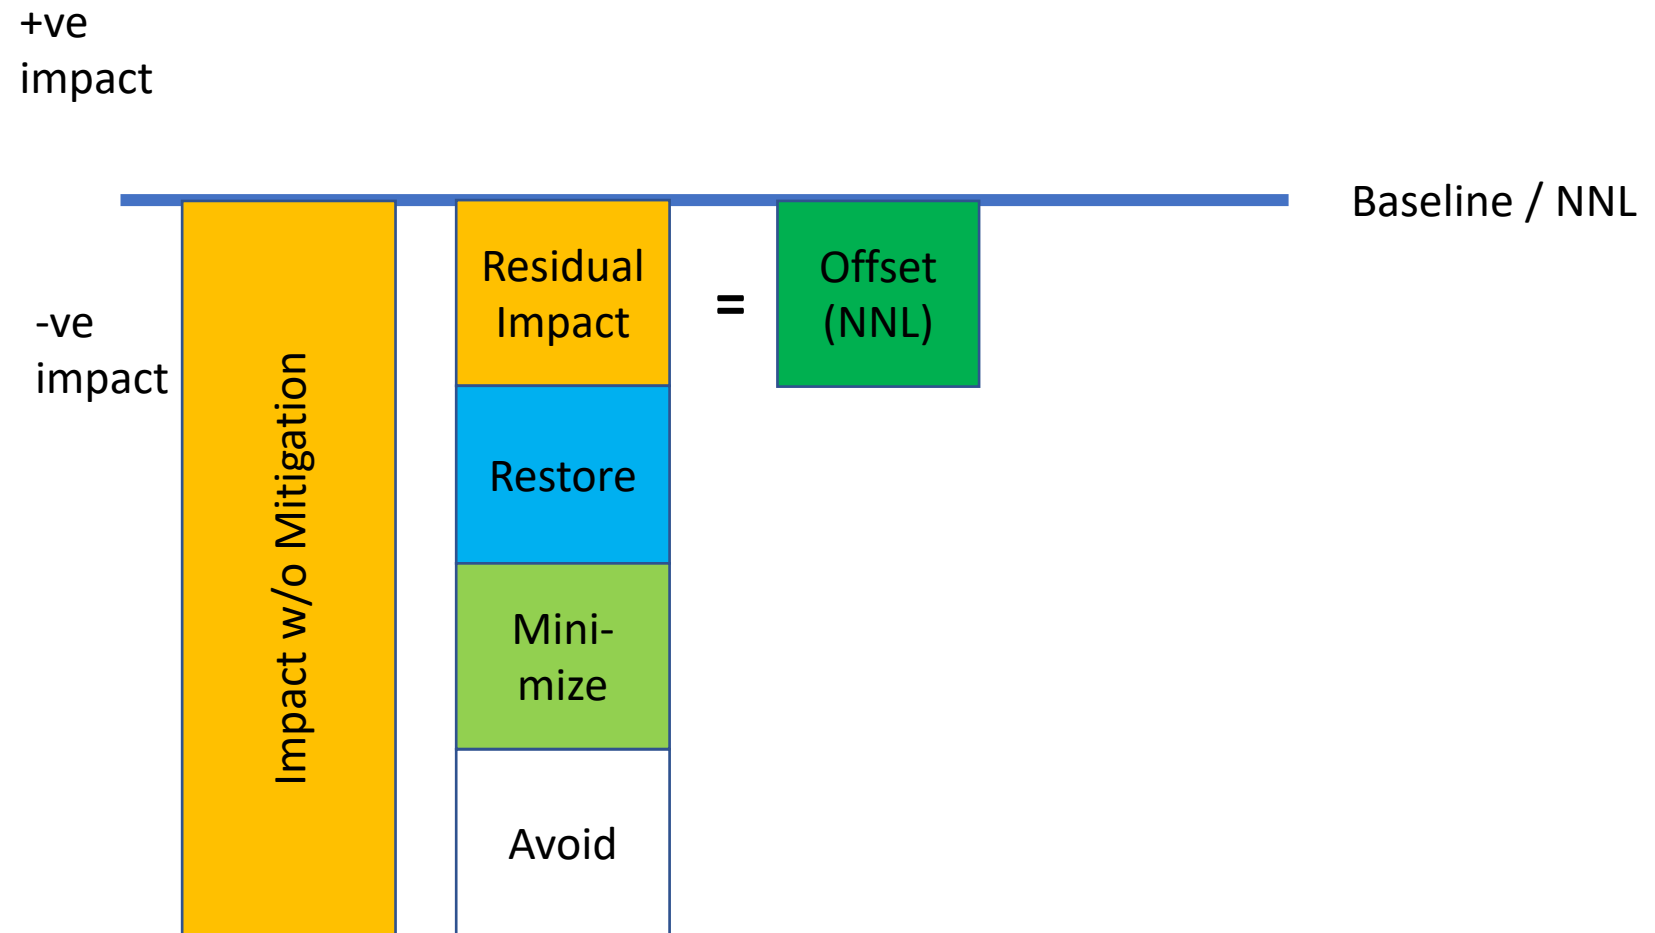 +ve
impact
Baseline / NNL
-ve
impact
Impact w/o Mitigation
Residual
Impact
=
Offset
(NNL)
Restore
Mini-
mize
Avoid